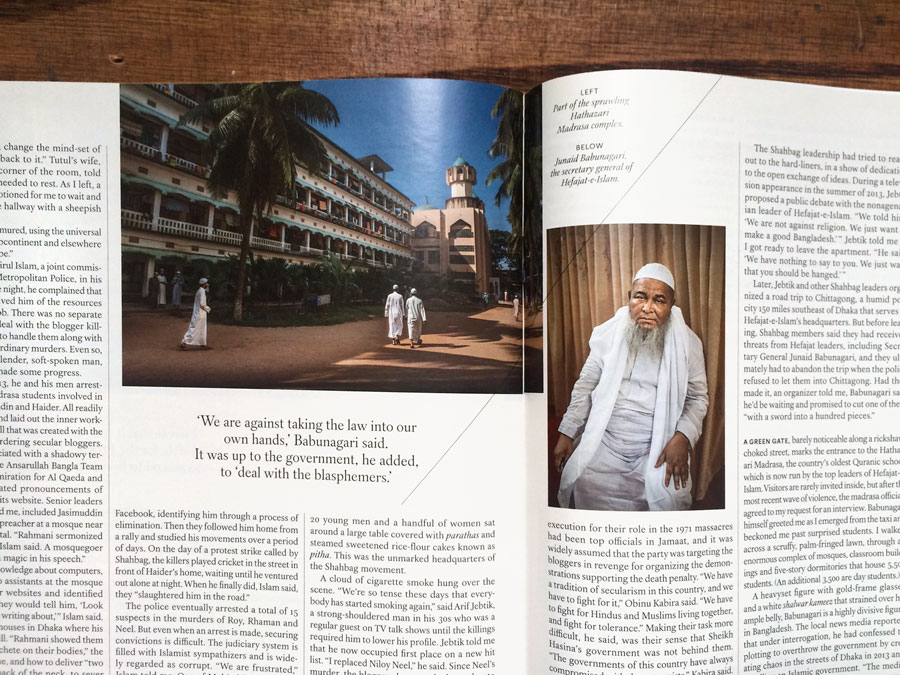 change the mind-set of
back to it.” Tutul’s wife,
corner of the room, told
needed to rest. As I left, a
otioned for me to wait and
e hallway with a sheepish
mured, using the universal
bcontinent and elsewhere
pe.”
irul Islam, a joint commis-
Metropolitan Police, in his
e night, he complained that
ved him of the resources
ob. There was no separate
deal with the blogger kill-
to handle them along with
rdinary murders. Even so,
lender, soft-spoken man,
made some progress.
13, he and his men arrest-
adrasa students involved in
din and Haider. All readily
nd laid out the inner work-
ll that was created with the
rdering secular bloggers.
ociated with a shadowy ter-
e Ansarullah Bangla Team
miration for Al Qaeda and
ated pronouncements of
its website. Senior leaders
d me, included Jasimuddin
preacher at a mosque near
tal. “Rahmani sermonized
Islam said. A mosquegoer
magic in his speech.”
owledge about computers,
assistants at the mosque
r websites and identified
hey would tell him, ‘Look
writing about,’” Islam said.
houses in Dhaka where his
ll. “Rahmani showed them
chete on their bodies,” the
e, and how to deliver “two
back of the neck, to sever
‘We are against taking the law into our
own hands,’ Babunagari said.
It was up to the government, he added,
to ‘deal with the blasphemers.’
Facebook, identifying him through a process of
elimination. Then they followed him home from
a rally and studied his movements over a period
of days. On the day of a protest strike called by
Shahbag, the killers played cricket in the street in
front of Haider’s home, waiting until he ventured
out alone at night. When he finally did, Islam said,
they “slaughtered him in the road.”
The police eventually arrested a total of 15
suspects in the murders of Roy, Rhaman and
Neel. But even when an arrest is made, securing
convictions is difficult. The judiciary system is
filled with Islamist sympathizers and is wide-
ly regarded as corrupt. “We are frustrated,”
20 young men and a handful of women sat
around a large table covered with parathas and
steamed sweetened rice-flour cakes known as
pitha. This was the unmarked headquarters of
the Shahbag movement.
A cloud of cigarette smoke hung over the
scene. “We’re so tense these days that every-
body has started smoking again,” said Arif Jebtik,
a strong-shouldered man in his 30s who was a
regular guest on TV talk shows until the killings
required him to lower his profile. Jebtik told me
that he now occupied first place on a new hit
list. “I replaced Niloy Neel,” he said. Since Neel’s
LEFT
Part of the sprawling
Hathazari
Madrasa complex.
BELOW
Junaid Babunagari,
the secretary general of
Hefajat-e-Islam.
execution for their role in the 1971 massacres
had been top officials in Jamaat, and it was
widely assumed that the party was targeting the
bloggers in revenge for organizing the demon-
strations supporting the death penalty. “We have
a tradition of secularism in this country, and we
have to fight for it,” Obinu Kabira said. “We have
to fight for Hindus and Muslims living together,
and fight for tolerance.” Making their task more
difficult, he said, was their sense that Sheikh
Hasina’s government was not behind them.
“The governments of this country have always
The Shahbag leadership had tried to rea
out to the hard-liners, in a show of dedicati
to the open exchange of ideas. During a tele
sion appearance in the summer of 2013, Jebt
proposed a public debate with the nonagena
ian leader of Hefajat-e-Islam. “We told hi
‘We are not against religion. We just want
make a good Bangladesh.’” Jebtik told me
I got ready to leave the apartment. “He sai
‘We have nothing to say to you. We just wa
that you should be hanged.’”
Later, Jebtik and other Shahbag leaders org
nized a road trip to Chittagong, a humid po
city 150 miles southeast of Dhaka that serves
Hefajat-e-Islam’s headquarters. But before lea
ing, Shahbag members said they had receiv
threats from Hefajat leaders, including Secr
tary General Junaid Babunagari, and they ul
mately had to abandon the trip when the poli
refused to let them into Chittagong. Had the
made it, an organizer told me, Babunagari sa
he’d be waiting and promised to cut one of the
“with a sword into a hundred pieces.”
A GREEN GATE, barely noticeable along a ricksha
choked street, marks the entrance to the Hatha
ari Madrasa, the country’s oldest Quranic schoo
which is now run by the top leaders of Hefajat-
Islam. Visitors are rarely invited inside, but after th
most recent wave of violence, the madrasa officia
agreed to my request for an interview. Babunaga
himself greeted me as I emerged from the taxi an
beckoned me past surprised students. I walke
across a scruffy, palm-fringed lawn, through a
enormous complex of mosques, classroom buil
ings and five-story dormitories that house 5,50
students. (An additional 3,500 are day students.)
A heavyset figure with gold-frame glasse
and a white shalwar kameez that strained over h
ample belly, Babunagari is a highly divisive figur
in Bangladesh. The local news media reporte
that under interrogation, he had confessed t
plotting to overthrow the government by cre
ating chaos in the streets of Dhaka in 2013 an